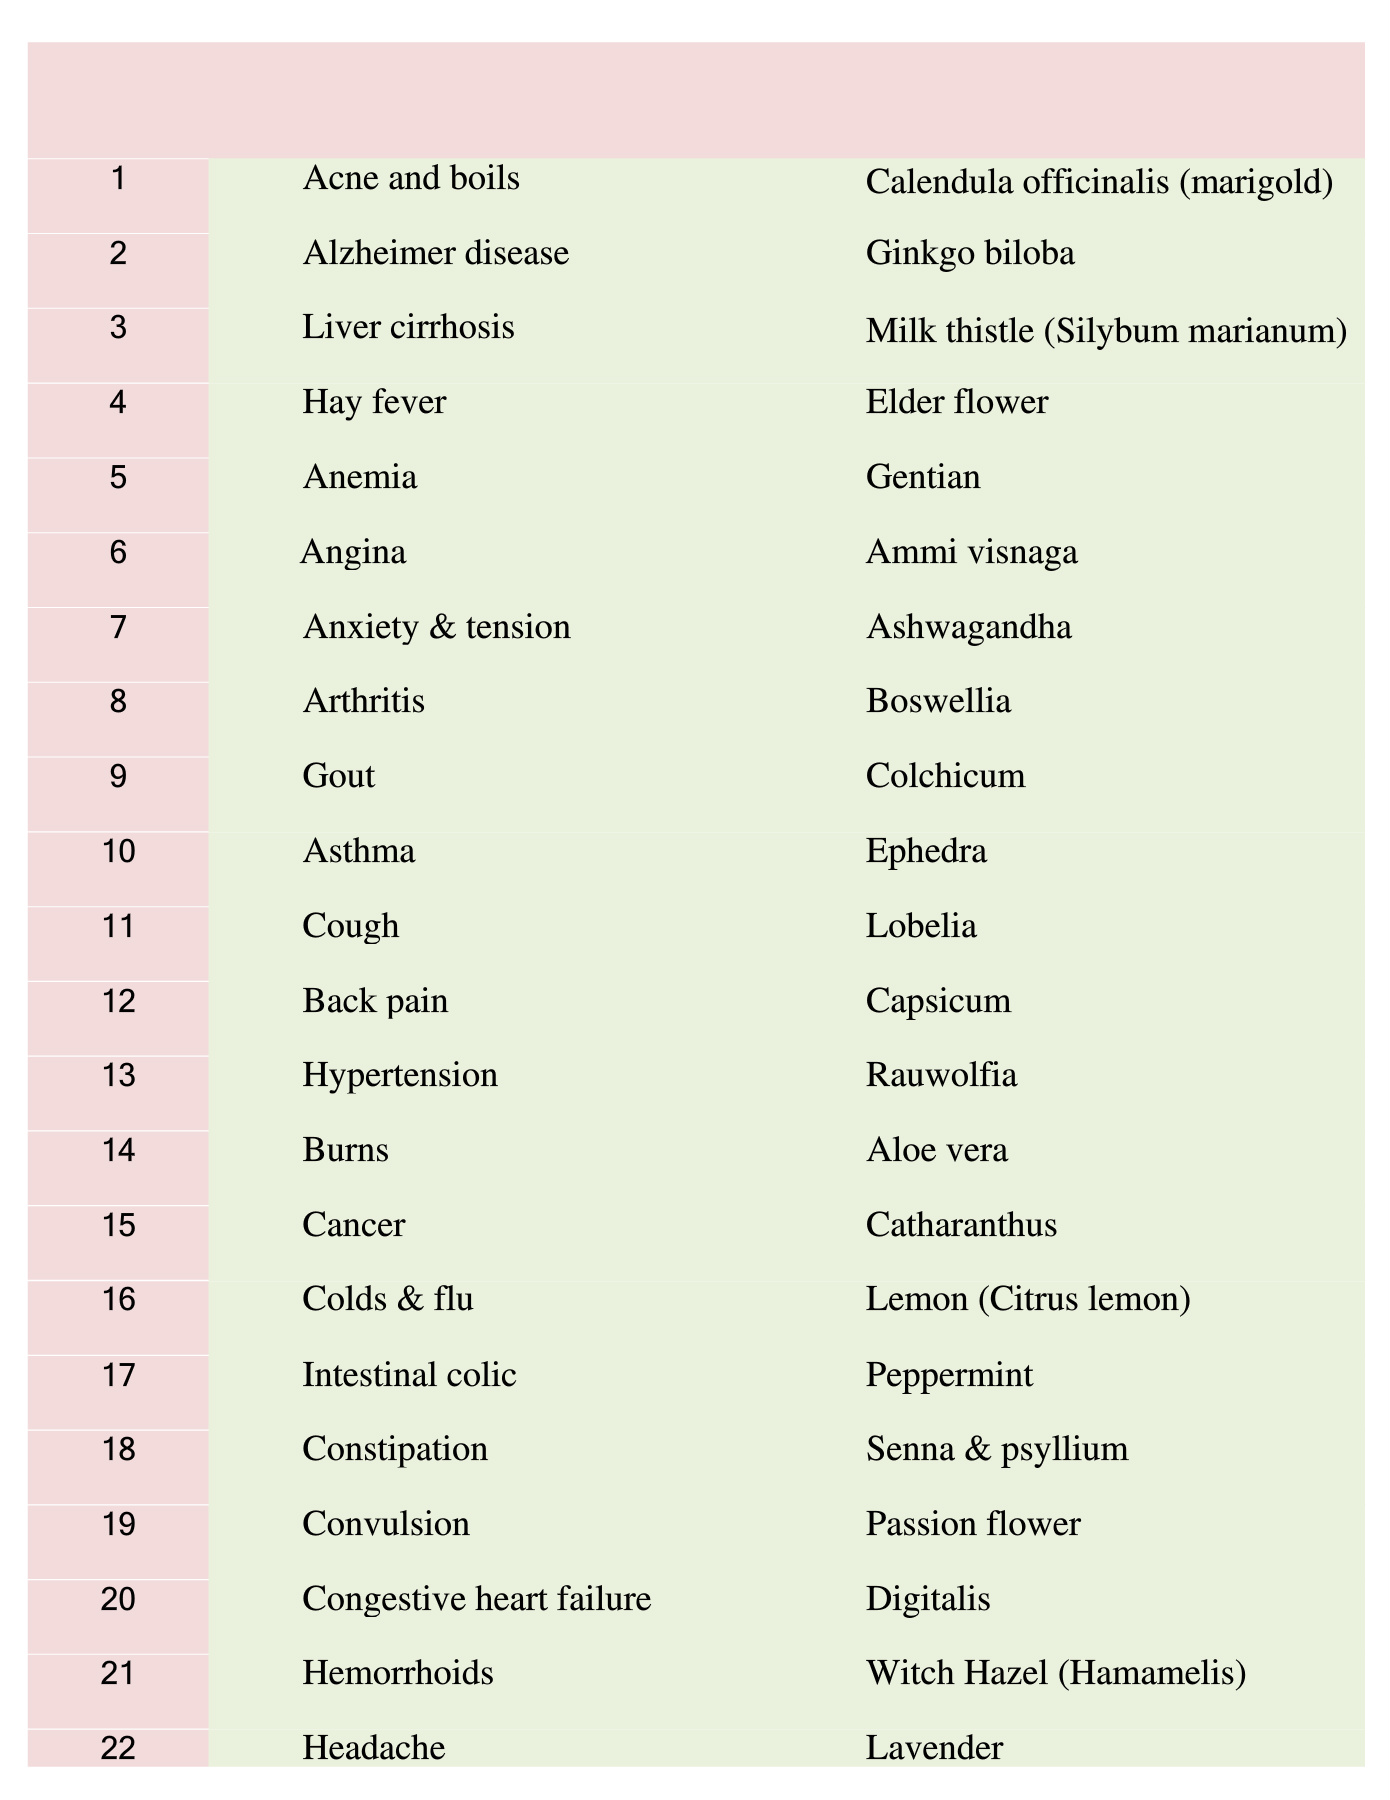 1 Acne and boils Calendula officinalis (marigold)
2 Alzheimer disease Ginkgo biloba
3 Liver cirrhosis Milk thistle (Silybum marianum)
4 Hay fever Elder flower
5 Anemia Gentian
6 Angina Ammi visnaga
7 Anxiety & tension Ashwagandha
8 Arthritis Boswellia
9 Gout Colchicum
10 Asthma Ephedra
11 Cough Lobelia
12 Back pain Capsicum
13 Hypertension Rauwolfia
14 Burns Aloe vera
15 Cancer Catharanthus
16 Colds & flu Lemon (Citrus lemon)
17 Intestinal colic Peppermint
18 Constipation Senna & psyllium
19 Convulsion Passion flower
20 Congestive heart failure Digitalis
21 Hemorrhoids Witch Hazel (Hamamelis)
22 Headache Lavender